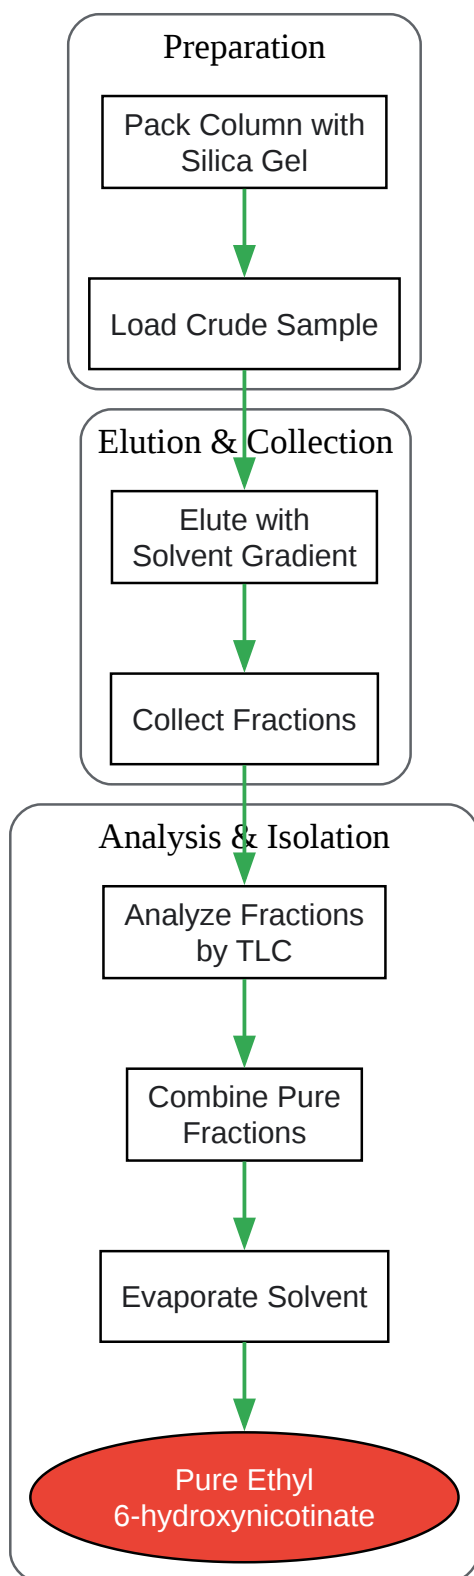 Preparation
Pack Column with
Silica Gel
Load Crude Sample
Elution & Collection
Elute with
Solvent Gradient
Collect Fractions
Analysis & Isolation
Analyze Fractions
by TLC
Combine Pure
Fractions
Evaporate Solvent
Pure Ethyl
6-hydroxynicotinate